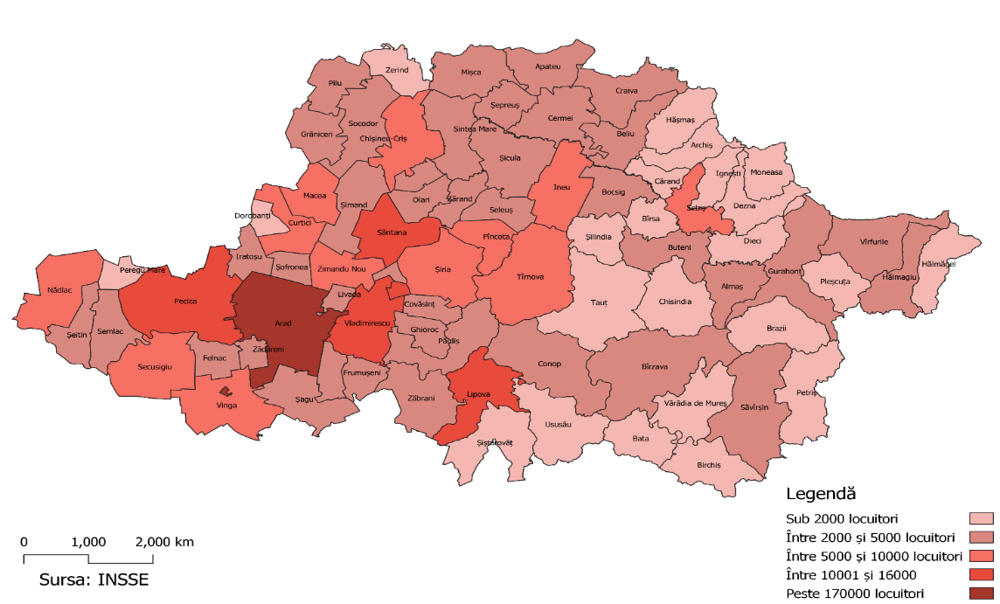 Zerind
Mișca
Apateu
Pilu
Craiva
Șepreuș
Cermei
Hășmaș
Socodor
Sintea Mare
Grăniceri
Chișineu-Criș
Beliu
Archiș
Șicula
Ignești
Moneasa
Cărand
Ineu
Macea
Bocsig
Șimand
Olari
Zărand
Seleuș
Sebiș
Dezna
Dorobanți
Curtici
Bîrsa
Sântana
Pîncota
Șilindia
Dieci
Vîrfurile
Buteni
Iratoșu
Hălmăgel
Peregu Mare
Șofronea
Zimandu Nou
Șiria
Gurahonț
Tîrnova
Hălmagiu
Pleșcuța
Nădlac
Almaș
Livada
Pecica
Covăsinț
Tauț
Chisindia
Arad
Vladimirescu
Ghioroc
Brazii
Șeitin
Semlac
Păuliș
Zădăreni
Felnac
Conop
Secusigiu
Bîrzava
Frumușeni
Lipova
Petriș
Șagu
Zăbrani
Vinga
Vărădia de Mureș
Săvîrșin
Ususău
Bata
Șiștarovăț
Birchiș
Legendă
Sub 2000 locuitori
Între 2000 și 5000 locuitori
Între 5000 și 10000 locuitori
Între 10001 și 16000
Peste 170000 locuitori
0 1,000 2,000 km
Sursa: INSSE